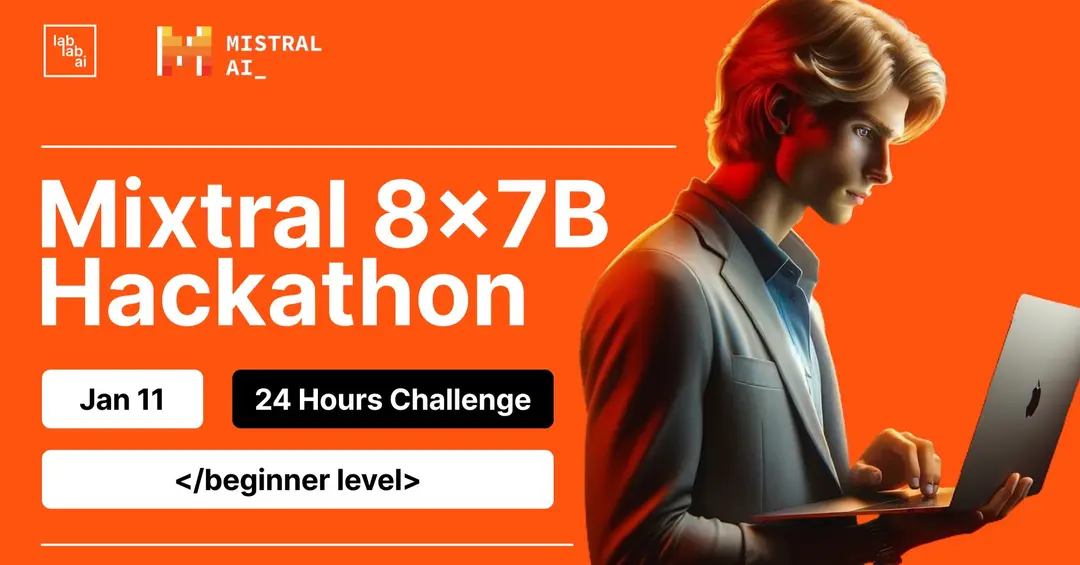 lab
lab
ai
MISTRAL
AI_
Mixtral 8×7B
Hackathon
Jan 11
24 Hours Challenge
</beginner level>